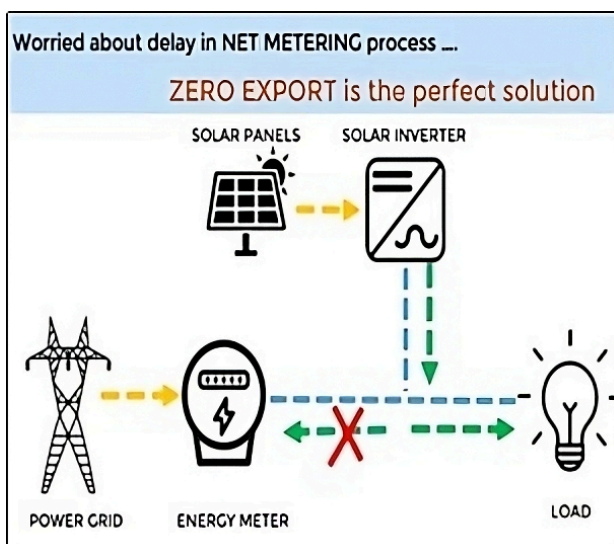 Worried about delay in NET METERING process ....
ZERO EXPORT is the perfect solution
SOLAR PANELS SOLAR INVERTER
POWER GRID ENERGY METER LOAD